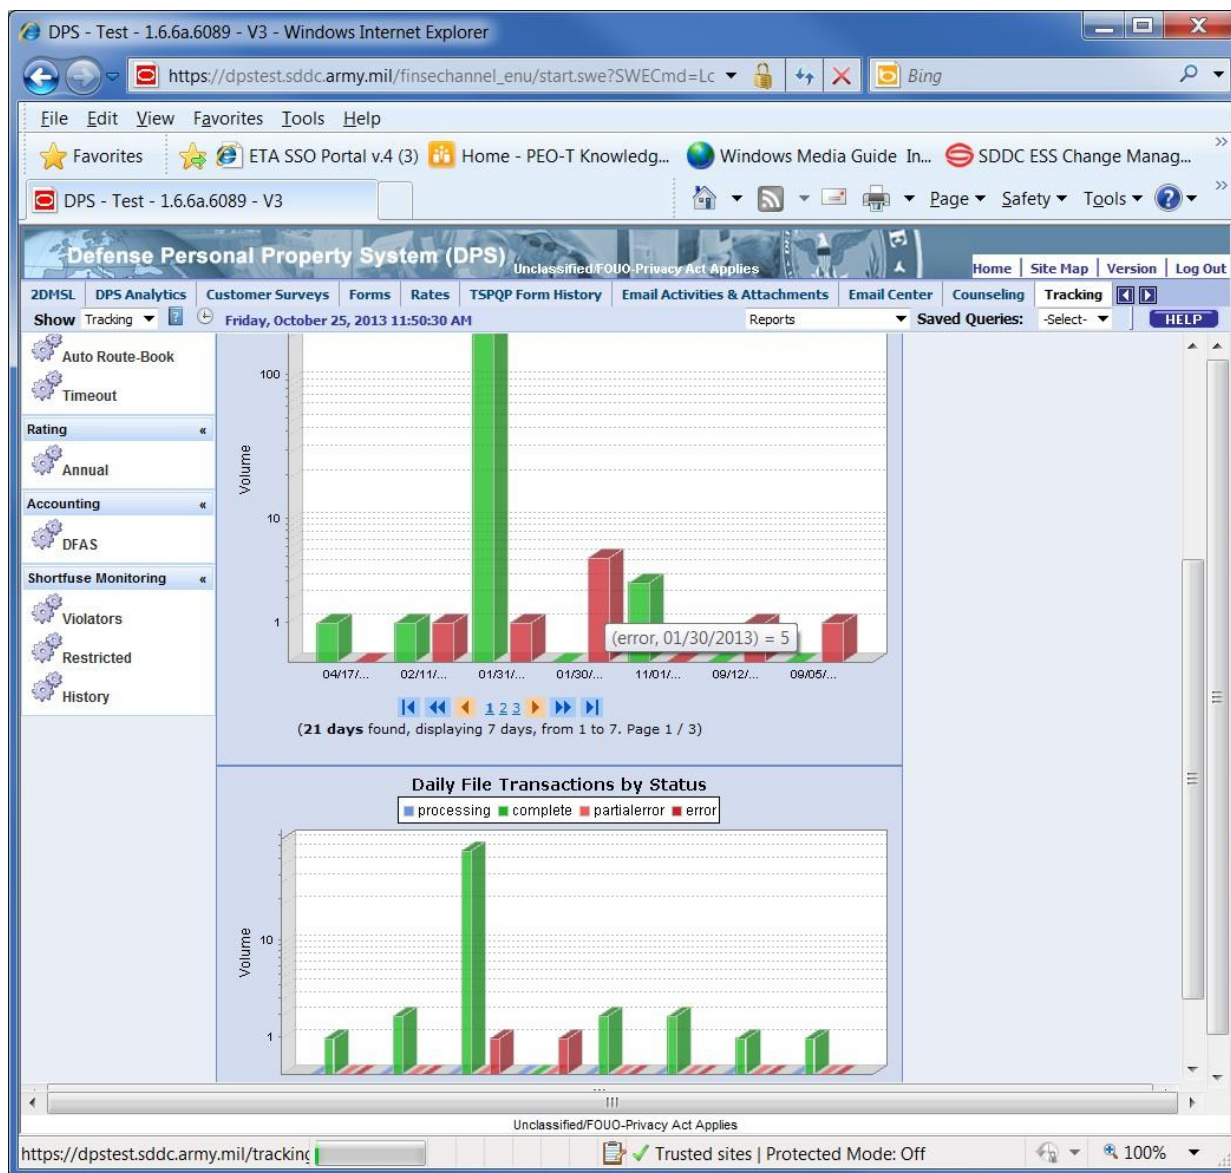 DPS - Test - 1.6.6a.6089 - V3 - Windows Internet Explorer
https://dpstest.sddc.army.mil/finsechannel_enu/start.swe?SWECmd=Lc
Bing
File Edit View Favorites Tools Help
Favorites ETA SSO Portal v.4 (3) Home - PEO-T Knowledg... Windows Media Guide In... SDDC ESS Change Manag...
DPS - Test - 1.6.6a.6089 - V3
Page Safety Tools
Defense Personal Property System (DPS)
Unclassified/FOUO-Privacy Act Applies
Home | Site Map | Version | Log Out
2DMSL DPS Analytics Customer Surveys Forms Rates TSPQP Form History Email Activities & Attachments Email Center Counseling Tracking
Show Tracking Friday, October 25, 2013 11:50:30 AM Reports Saved Queries: -Select- HELP
Auto Route-Book
Timeout
Rating «
Annual
Accounting «
DFAS
Shortfuse Monitoring «
Violators
Restricted
History
100
Volume
10
1
(error, 01/30/2013) = 5
04/17/... 02/11/... 01/31/... 01/30/... 11/01/... 09/12/... 09/05/...
1 2 3
(21 days found, displaying 7 days, from 1 to 7. Page 1 / 3)
Daily File Transactions by Status
processing complete partialerror error
Volume
10
1
Unclassified/FOUO-Privacy Act Applies
https://dpstest.sddc.army.mil/tracking
Trusted sites | Protected Mode: Off
100%